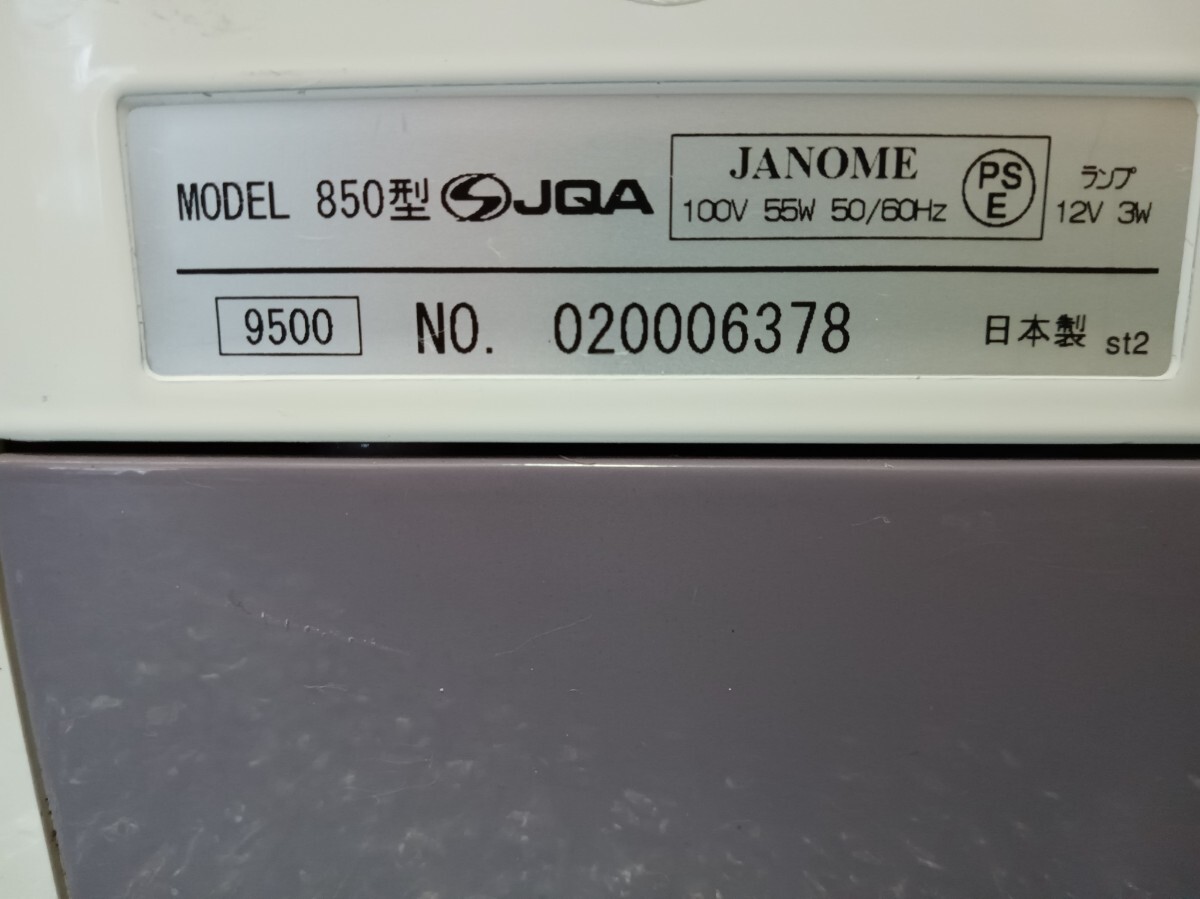 MODEL 850型 JQA JANOME PSE ランプ
100V 55W 50/60Hz 12V 3W
9500 NO. 020006378 日本製 st2